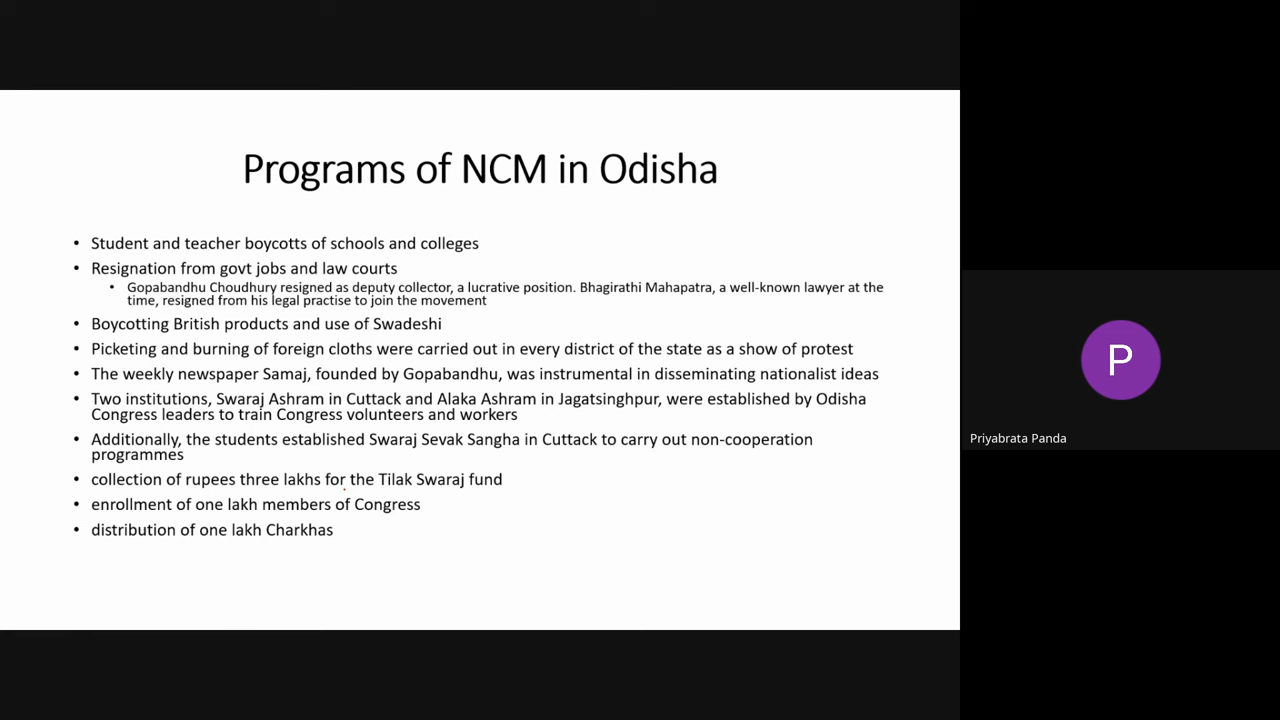 Programs of NCM in Odisha
• Student and teacher boycotts of schools and colleges
• Resignation from govt jobs and law courts
• Gopabandhu Choudhury resigned as deputy collector, a lucrative position. Bhagirathi Mahapatra, a well-known lawyer at the
time, resigned from his legal practise to join the movement
• Boycotting British products and use of Swadeshi
• Picketing and burning of foreign cloths were carried out in every district of the state as a show of protest
• The weekly newspaper Samaj, founded by Gopabandhu, was instrumental in disseminating nationalist ideas
• Two institutions, Swaraj Ashram in Cuttack and Alaka Ashram in Jagatsinghpur, were established by Odisha
Congress leaders to train Congress volunteers and workers
• Additionally, the students established Swaraj Sevak Sangha in Cuttack to carry out non-cooperation
programmes
• collection of rupees three lakhs for the Tilak Swaraj fund
• enrollment of one lakh members of Congress
• distribution of one lakh Charkhas
P
Priyabrata Panda